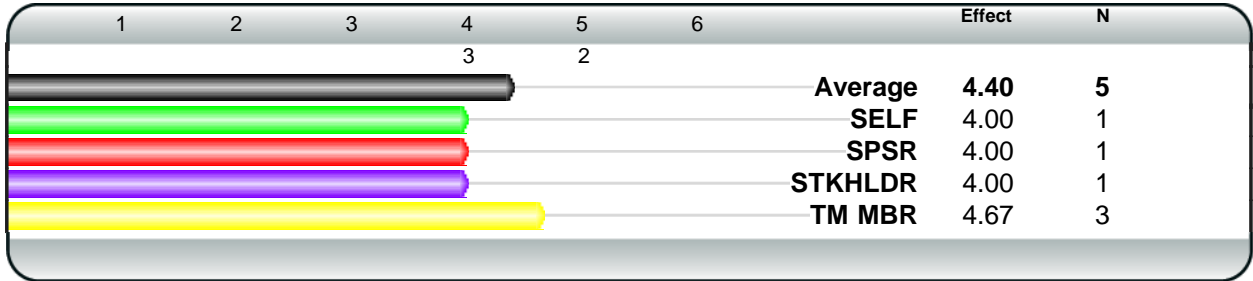 1 2 3 4 5 6 Effect N
3 2
Average 4.40 5
SELF 4.00 1
SPSR 4.00 1
STKHLDR 4.00 1
TM MBR 4.67 3